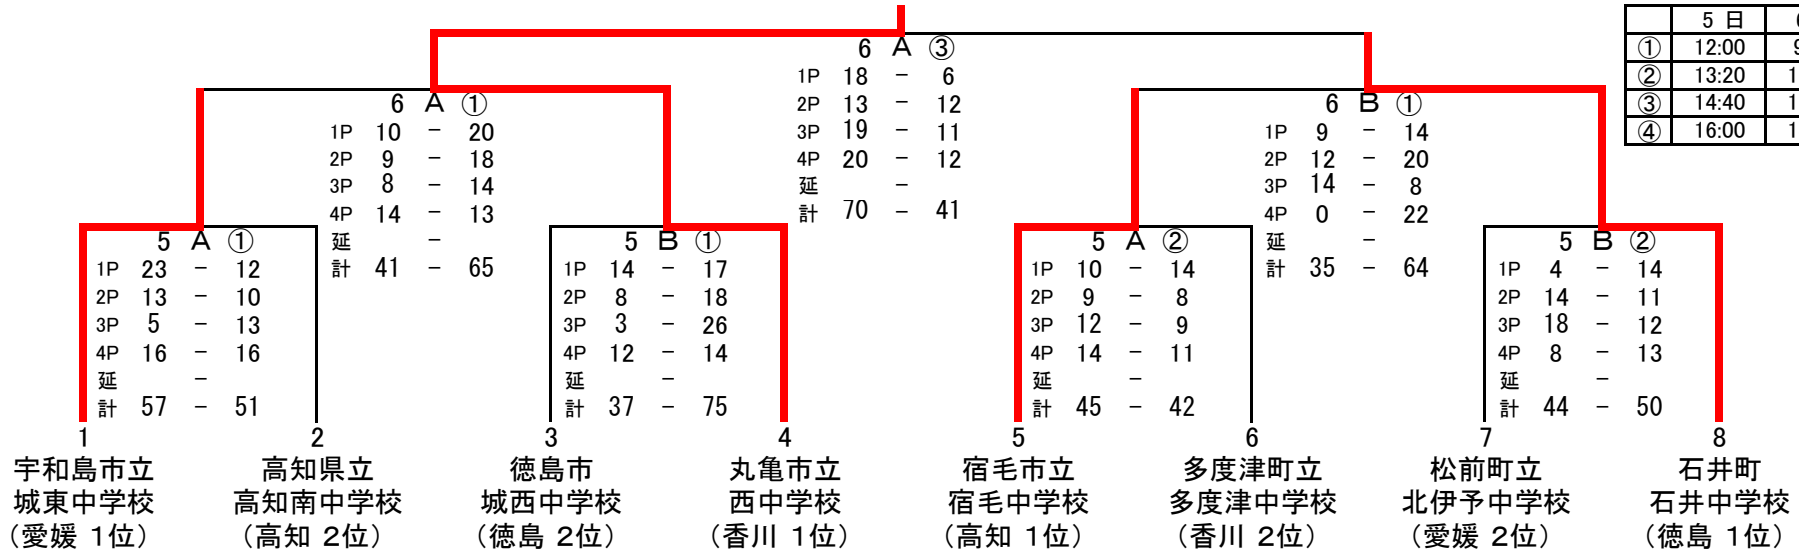 5 日
① 12:00
② 13:20
③ 14:40
④ 16:00
6 A ③
1P 18 － 6
2P 13 － 12
3P 19 － 11
4P 20 － 12
延 －
計 70 － 41
6 A ①
1P 10 － 20
2P 9 － 18
3P 8 － 14
4P 14 － 13
延 －
計 41 － 65
6 B ①
1P 9 － 14
2P 12 － 20
3P 14 － 8
4P 0 － 22
延 －
計 35 － 64
5 A ①
1P 23 － 12
2P 13 － 10
3P 5 － 13
4P 16 － 16
延 －
計 57 － 51
5 B ①
1P 14 － 17
2P 8 － 18
3P 3 － 26
4P 12 － 14
延 －
計 37 － 75
5 A ②
1P 10 － 14
2P 9 － 8
3P 12 － 9
4P 14 － 11
延 －
計 45 － 42
5 B ②
1P 4 － 14
2P 14 － 11
3P 18 － 12
4P 8 － 13
延 －
計 44 － 50
1
宇和島市立
城東中学校
（愛媛 1位）
2
高知県立
高知南中学校
（高知 2位）
3
徳島市
城西中学校
（徳島 2位）
4
丸亀市立
西中学校
（香川 1位）
5
宿毛市立
宿毛中学校
（高知 1位）
6
多度津町立
多度津中学校
（香川 2位）
7
松前町立
北伊予中学校
（愛媛 2位）
8
石井町
石井中学校
（徳島 1位）